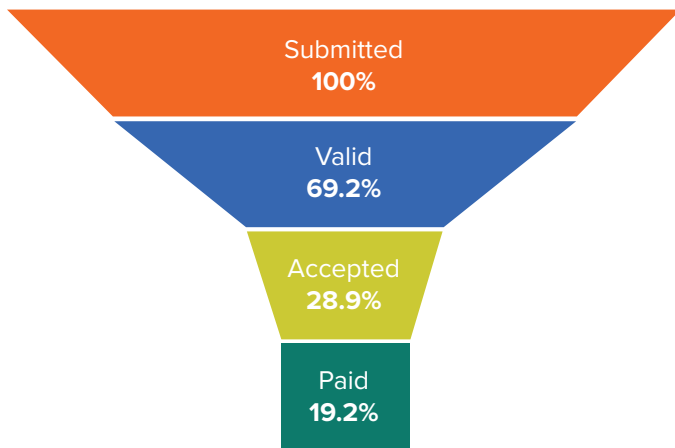 Submitted
100%
Valid
69.2%
Accepted
28.9%
Paid
19.2%